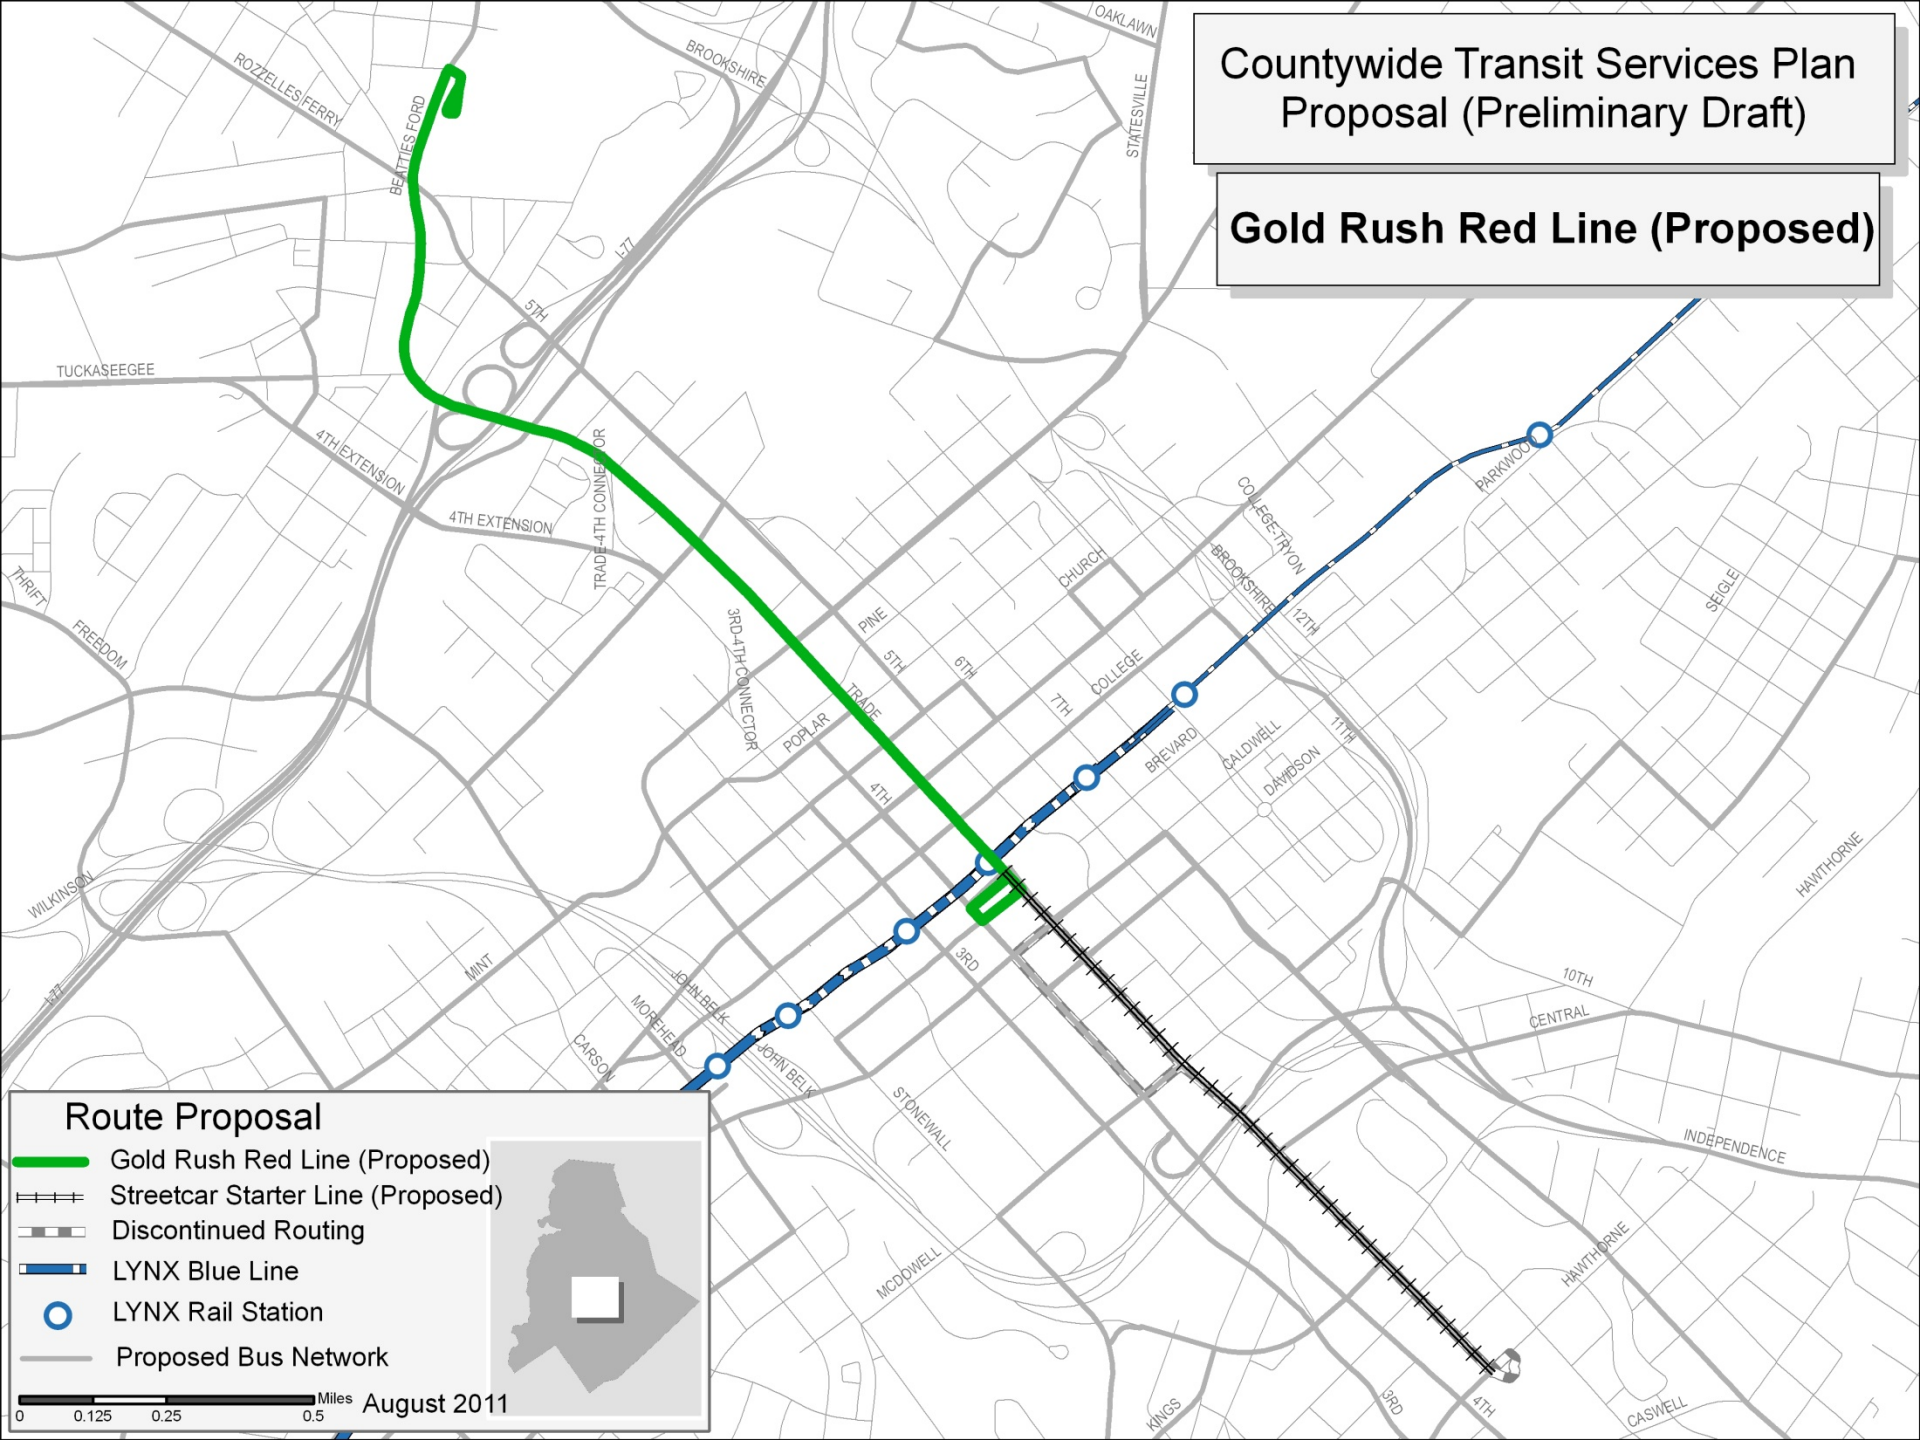 Countywide Transit Services Plan
Proposal (Preliminary Draft)
Gold Rush Red Line (Proposed)
OAKLAWN
BROOKSHIRE
ROZZELLES FERRY
STATESVILLE
BEATTIES FORD
I-77
5TH
TUCKASEEGEE
4TH EXTENSION
4TH EXTENSION
TRADE-4TH CONNECTOR
PARKWOOD
COLLEGE-TRYON
BROOKSHIRE
12TH
CHURCH
SEIGLE
THRIFT
FREEDOM
3RD-4TH CONNECTOR
PINE
5TH
6TH
7TH
COLLEGE
TRADE
POPLAR
4TH
BREVARD
CALDWELL
DAVIDSON
11TH
HAWTHORNE
WILKINSON
I-77
MINT
3RD
JOHN BELK
MOREHEAD
JOHN BELK
CARSON
10TH
CENTRAL
STONEWALL
INDEPENDENCE
MCDOWELL
HAWTHORNE
KINGS
3RD
4TH
CASWELL
Route Proposal
Gold Rush Red Line (Proposed)
Streetcar Starter Line (Proposed)
Discontinued Routing
LYNX Blue Line
LYNX Rail Station
Proposed Bus Network
Miles
0 0.125 0.25 0.5
August 2011